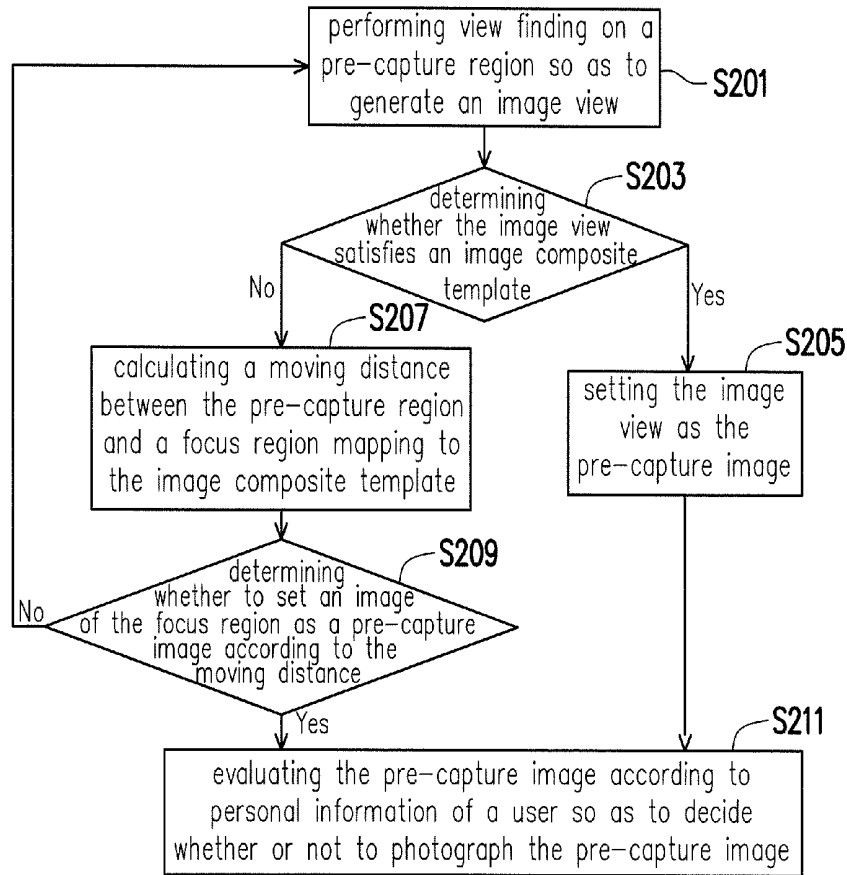 performing view finding on a
pre-capture region so as to
generate an image view
S201
S203
determining
whether the image view
satisfies an image composite
template
No
Yes
S207
calculating a moving distance
between the pre-capture region
and a focus region mapping to
the image composite template
S205
setting the image
view as the
pre-capture image
S209
determining
whether to set an image
of the focus region as a pre-capture
image according to the
moving distance
No
Yes
S211
evaluating the pre-capture image according to
personal information of a user so as to decide
whether or not to photograph the pre-capture image